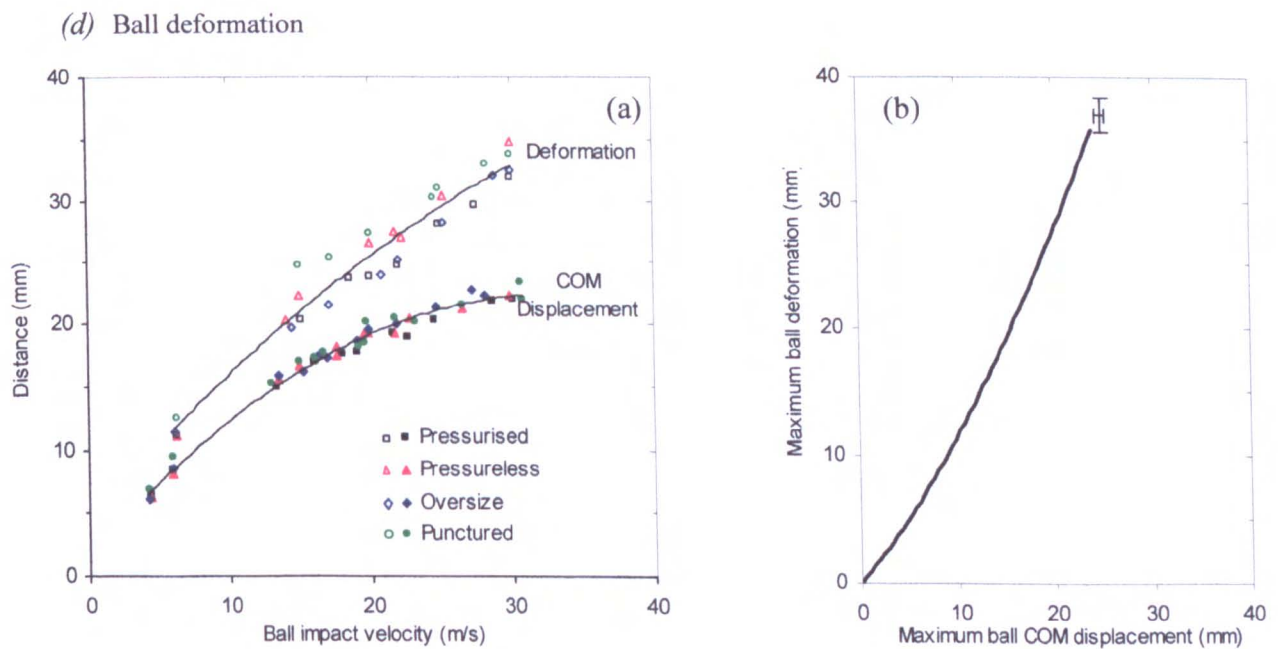 (d) Ball deformation
40
30
20
10
0
Distance (mm)
(a)
Deformation
COM
Displacement
Pressurised
Pressureless
Oversize
Punctured
0 10 20 30 40
Ball impact velocity (m/s)
40
30
20
10
0
Maximum ball deformation (mm)
(b)
0 10 20 30 40
Maximum ball COM displacement (mm)